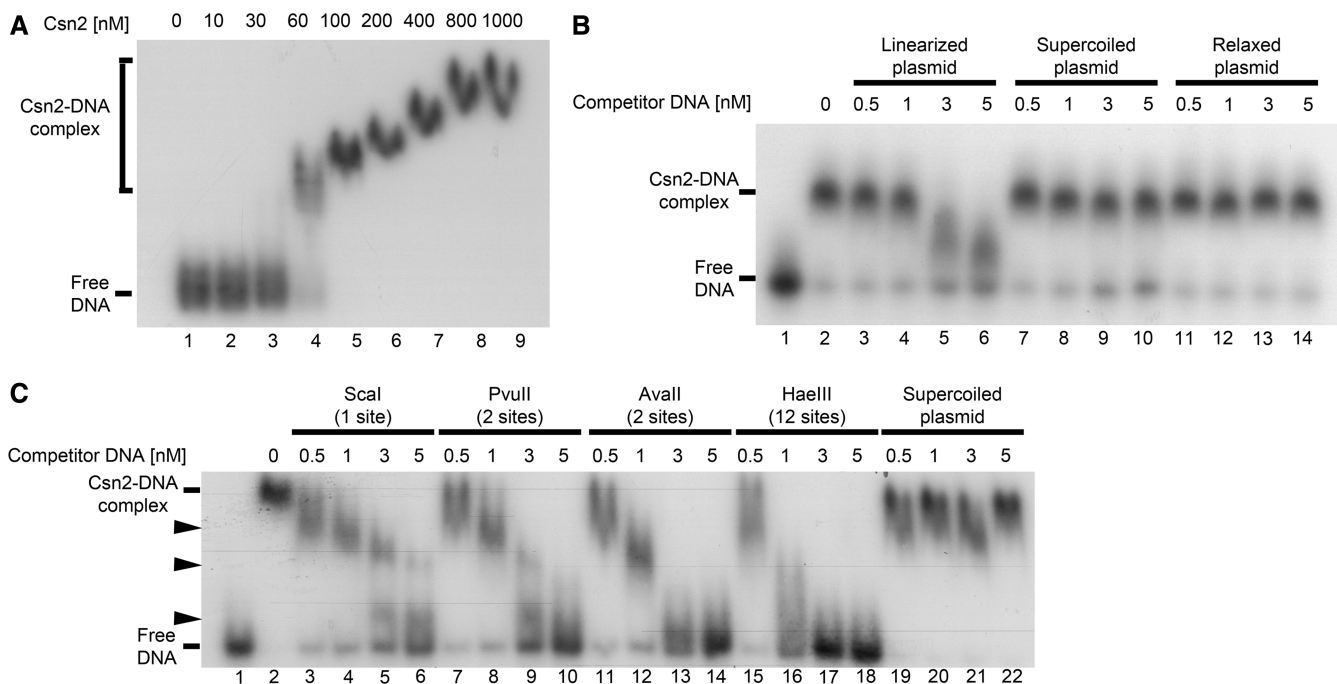 A
Csn2 [nM] 0 10 30 60 100 200 400 800 1000
Csn2-DNA
complex
Free
DNA
1 2 3 4 5 6 7 8 9
B
Linearized plasmid Supercoiled plasmid Relaxed plasmid
Competitor DNA [nM] 0 0.5 1 3 5 0.5 1 3 5 0.5 1 3 5
Csn2-DNA
complex
Free
DNA
1 2 3 4 5 6 7 8 9 10 11 12 13 14
C
ScaI PvuII AvaII HaeIII Supercoiled
(1 site) (2 sites) (2 sites) (12 sites) plasmid
Competitor DNA [nM] 0 0.5 1 3 5 0.5 1 3 5 0.5 1 3 5 0.5 1 3 5 0.5 1 3 5
Csn2-DNA
complex
Free
DNA
1 2 3 4 5 6 7 8 9 10 11 12 13 14 15 16 17 18 19 20 21 22